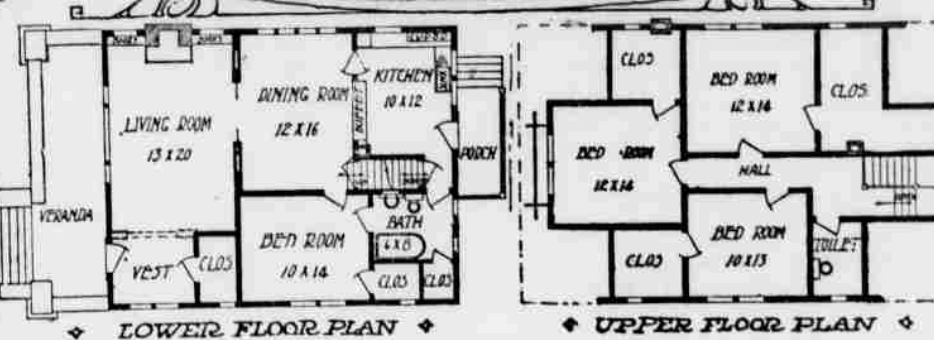 LIVING ROOM
13 X 20
DINING ROOM
12 X 16
BUFFET
KITCHEN
10 X 12
SINK
PORCH
VERANDA
VEST
CLOS
BED ROOM
10 X 14
BATH
6 X 8
CLOS
CLOS
LOWER FLOOR PLAN
CLOS
BED ROOM
12 X 14
CLOS.
BED ROOM
12 X 14
HALL
CLOS
BED ROOM
10 X 13
TOILET
UPPER FLOOR PLAN